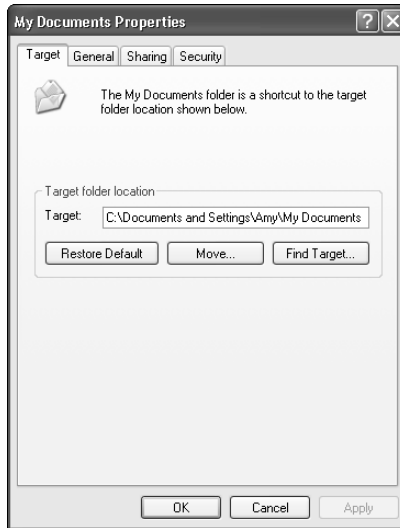 My Documents Properties
Target General Sharing Security
The My Documents folder is a shortcut to the target
folder location shown below.
Target folder location
Target: C:\Documents and Settings\Amy\My Documents
Restore Default Move... Find Target...
OK Cancel Apply